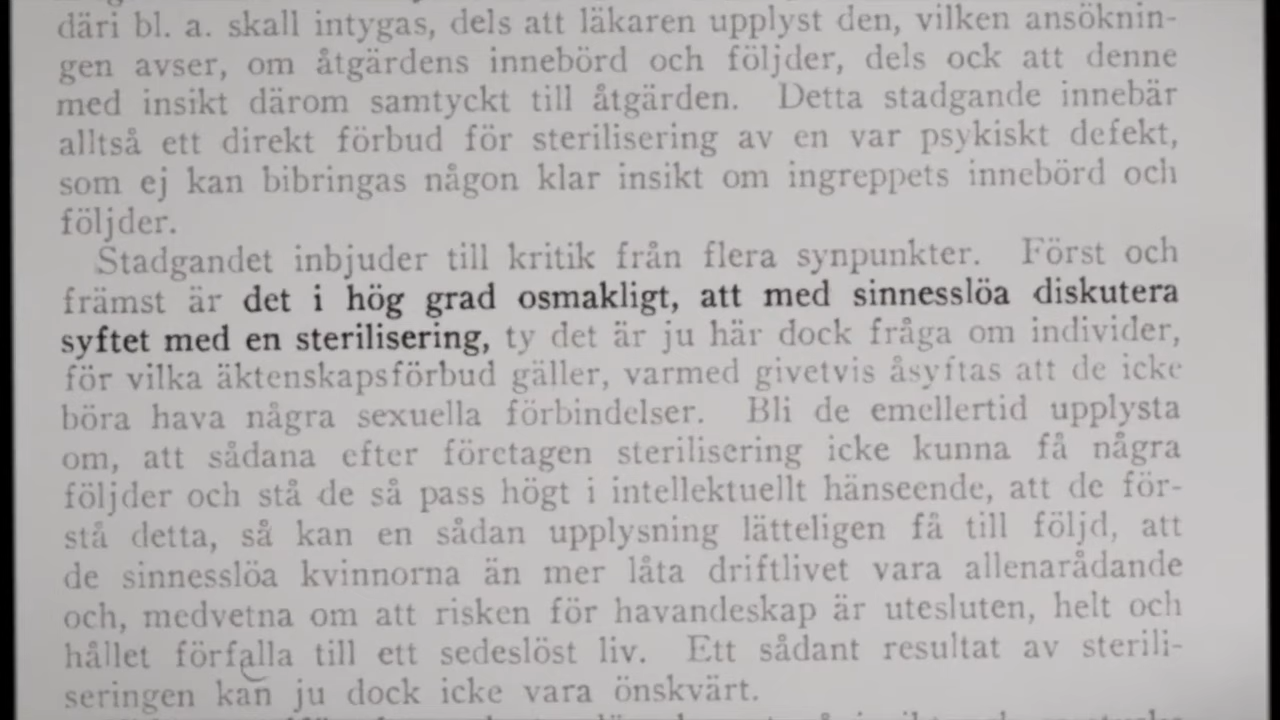 däri bl. a. skall intygas, dels att läkaren upplyst den, vilken ansöknin-
gen avser, om åtgärdens innebörd och följder, dels ock att denne
med insikt därom samtyckt till åtgärden. Detta stadgande innebär
alltså ett direkt förbud för sterilisering av en var psykiskt defekt,
som ej kan bibringas någon klar insikt om ingreppets innebörd och
följder.
Stadgandet inbjuder till kritik från flera synpunkter. Först och
främst är det i hög grad osmakligt, att med sinnesslöa diskutera
syftet med en sterilisering, ty det är ju här dock fråga om individer,
för vilka äktenskapsförbud gäller, varmed givetvis åsyftas att de icke
böra hava några sexuella förbindelser. Bli de emellertid upplysta
om, att sådana efter företagen sterilisering icke kunna få några
följder och stå de så pass högt i intellektuellt hänseende, att de för-
stå detta, så kan en sådan upplysning lätteligen få till följd, att
de sinnesslöa kvinnorna än mer låta driftlivet vara allenarådande
och, medvetna om att risken för havandeskap är utesluten, helt och
hållet förfalla till ett sedeslöst liv. Ett sådant resultat av sterili-
seringen kan ju dock icke vara önskvärt.